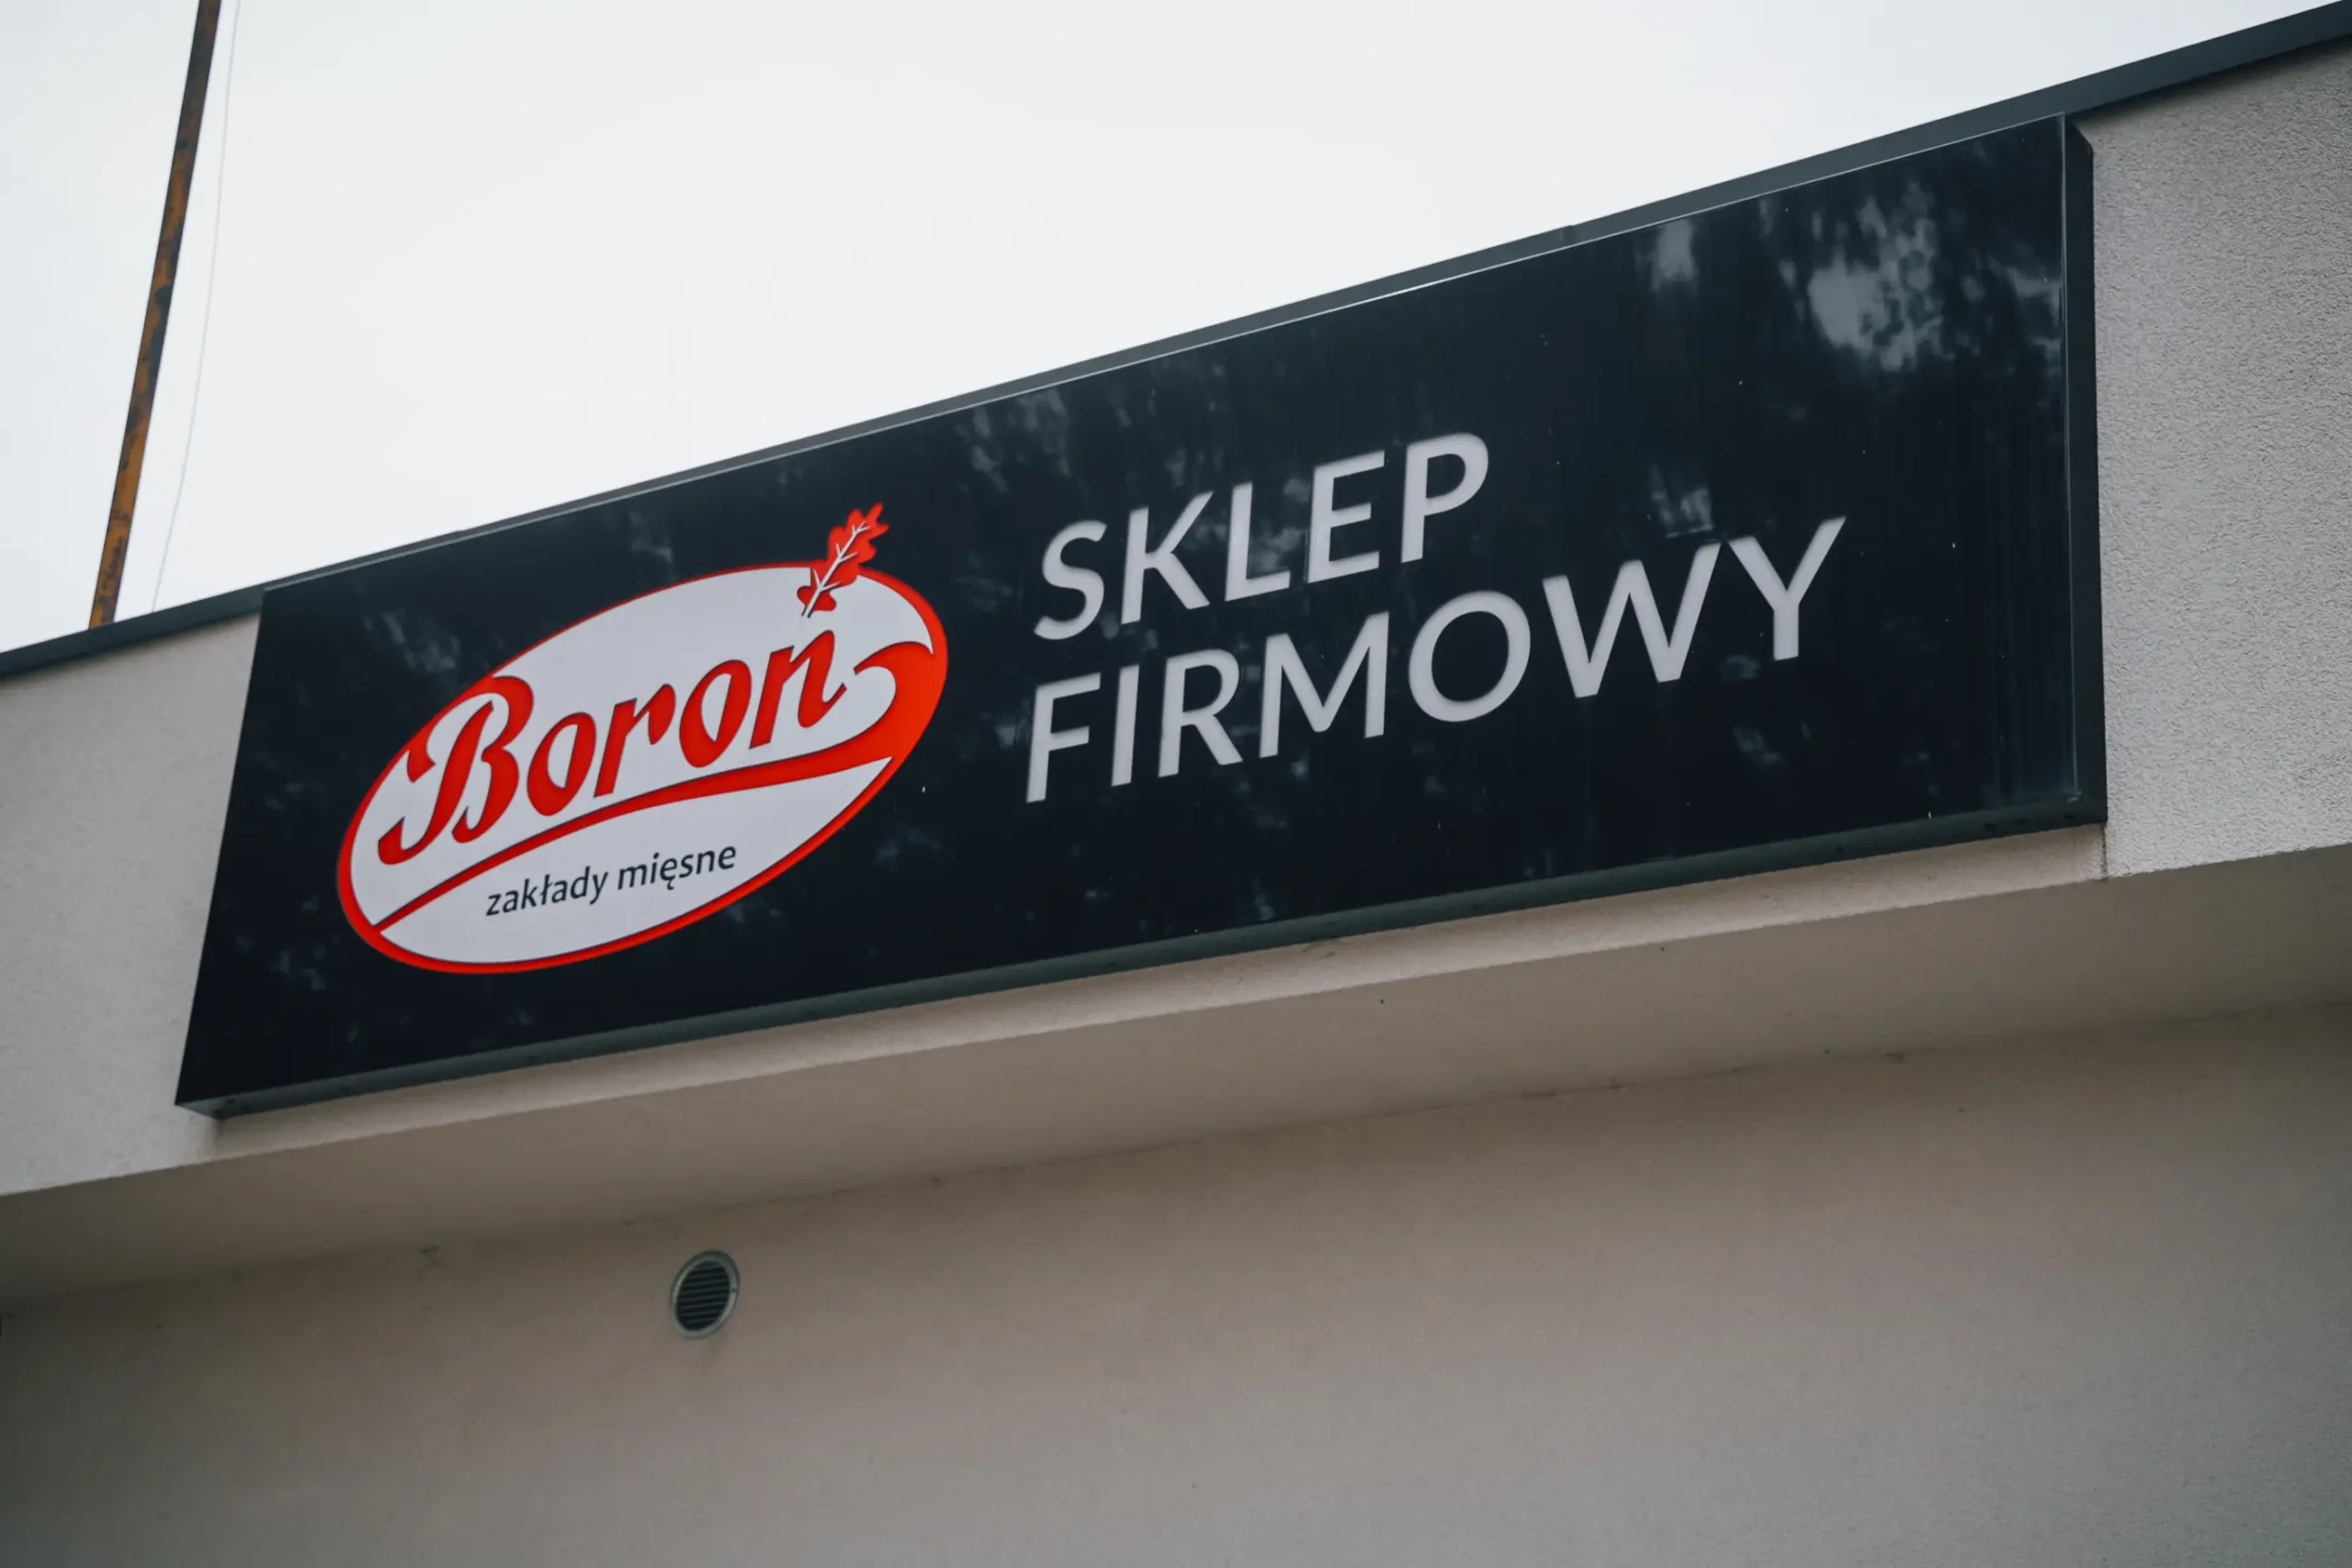 Boroń
zakłady mięsne
SKLEP
FIRMOWY